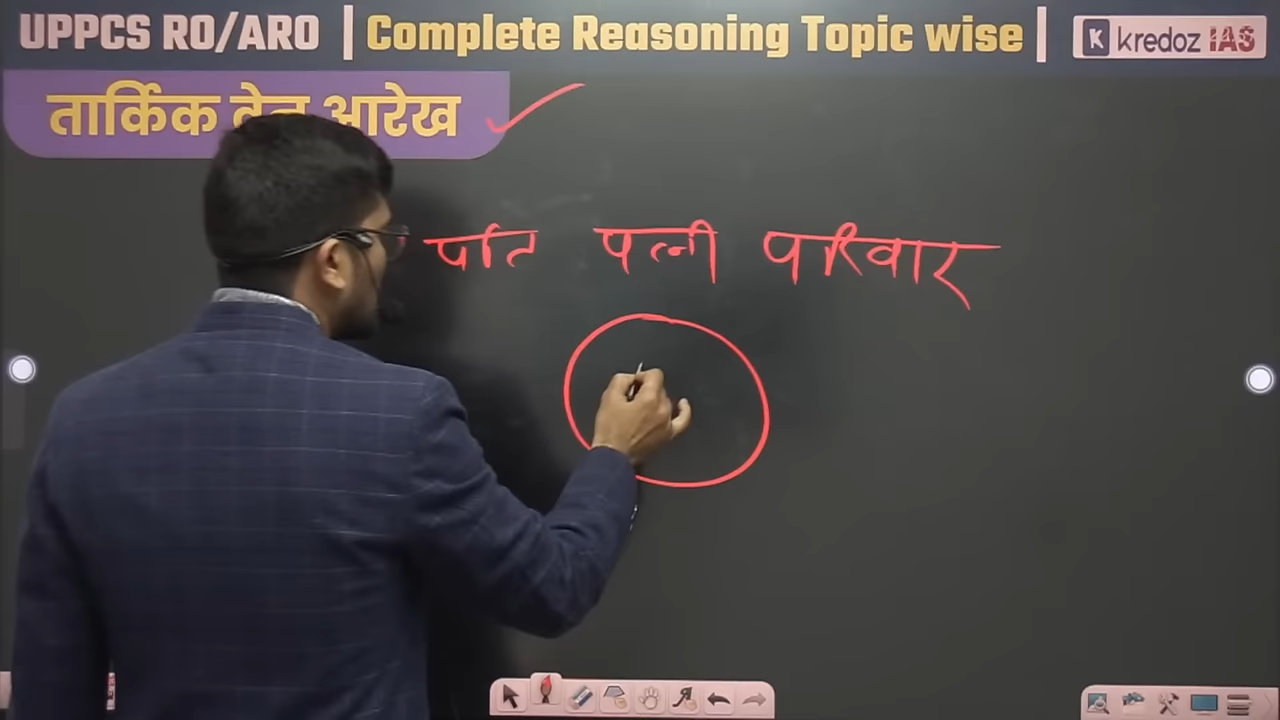 UPPCS RO/ARO | Complete Reasoning Topic wise | K kredoz IAS
तार्किक वेन आरेख
पति पत्नी परिवार